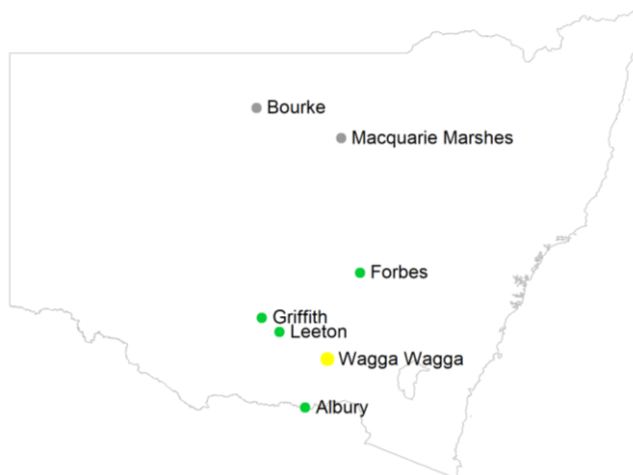 Bourke
Macquarie Marshes
Forbes
Griffith
Leeton
Wagga Wagga
Albury